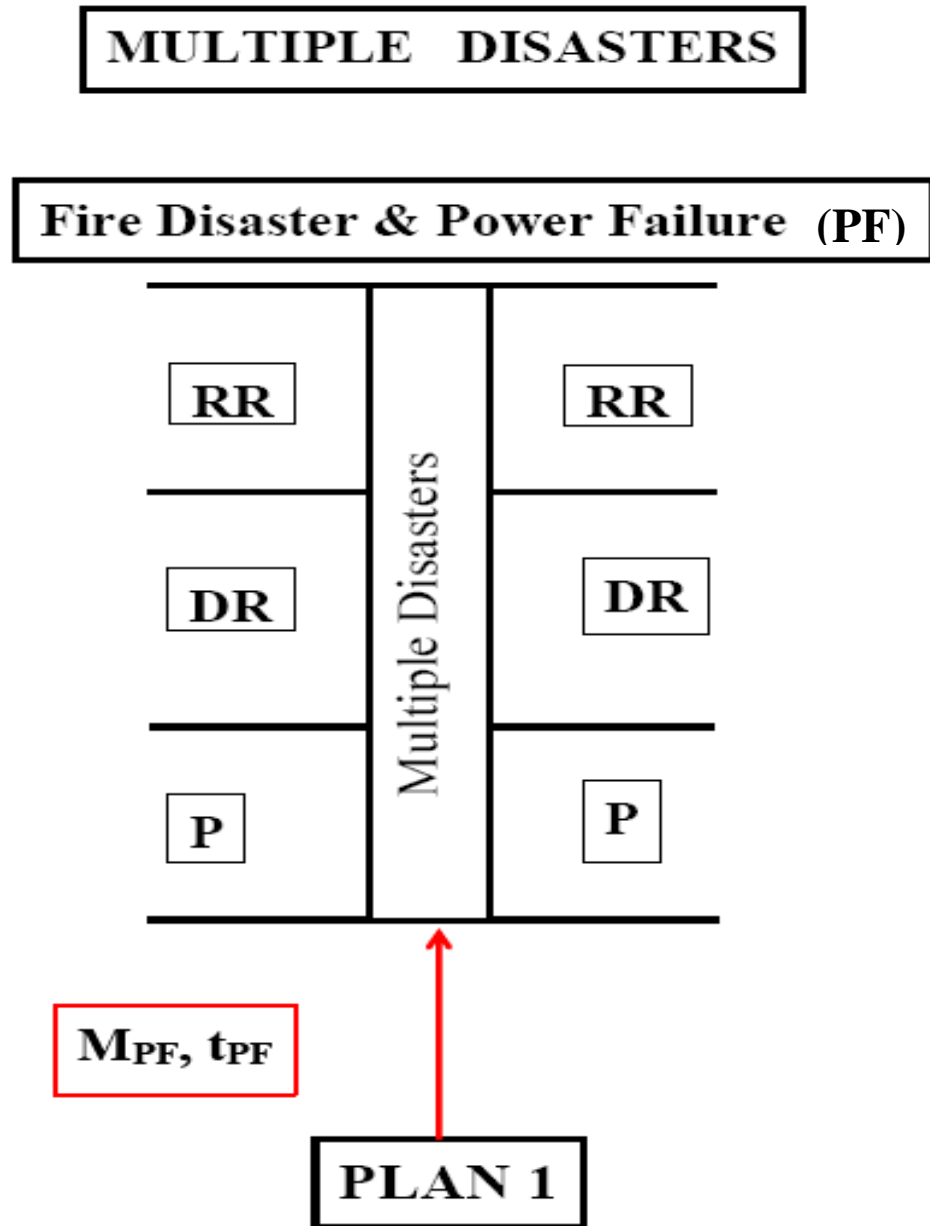 MULTIPLE DISASTERS
Fire Disaster & Power Failure (PF)
RR
RR
Multiple Disasters
DR
DR
P
P
MPF, tPF
PLAN 1